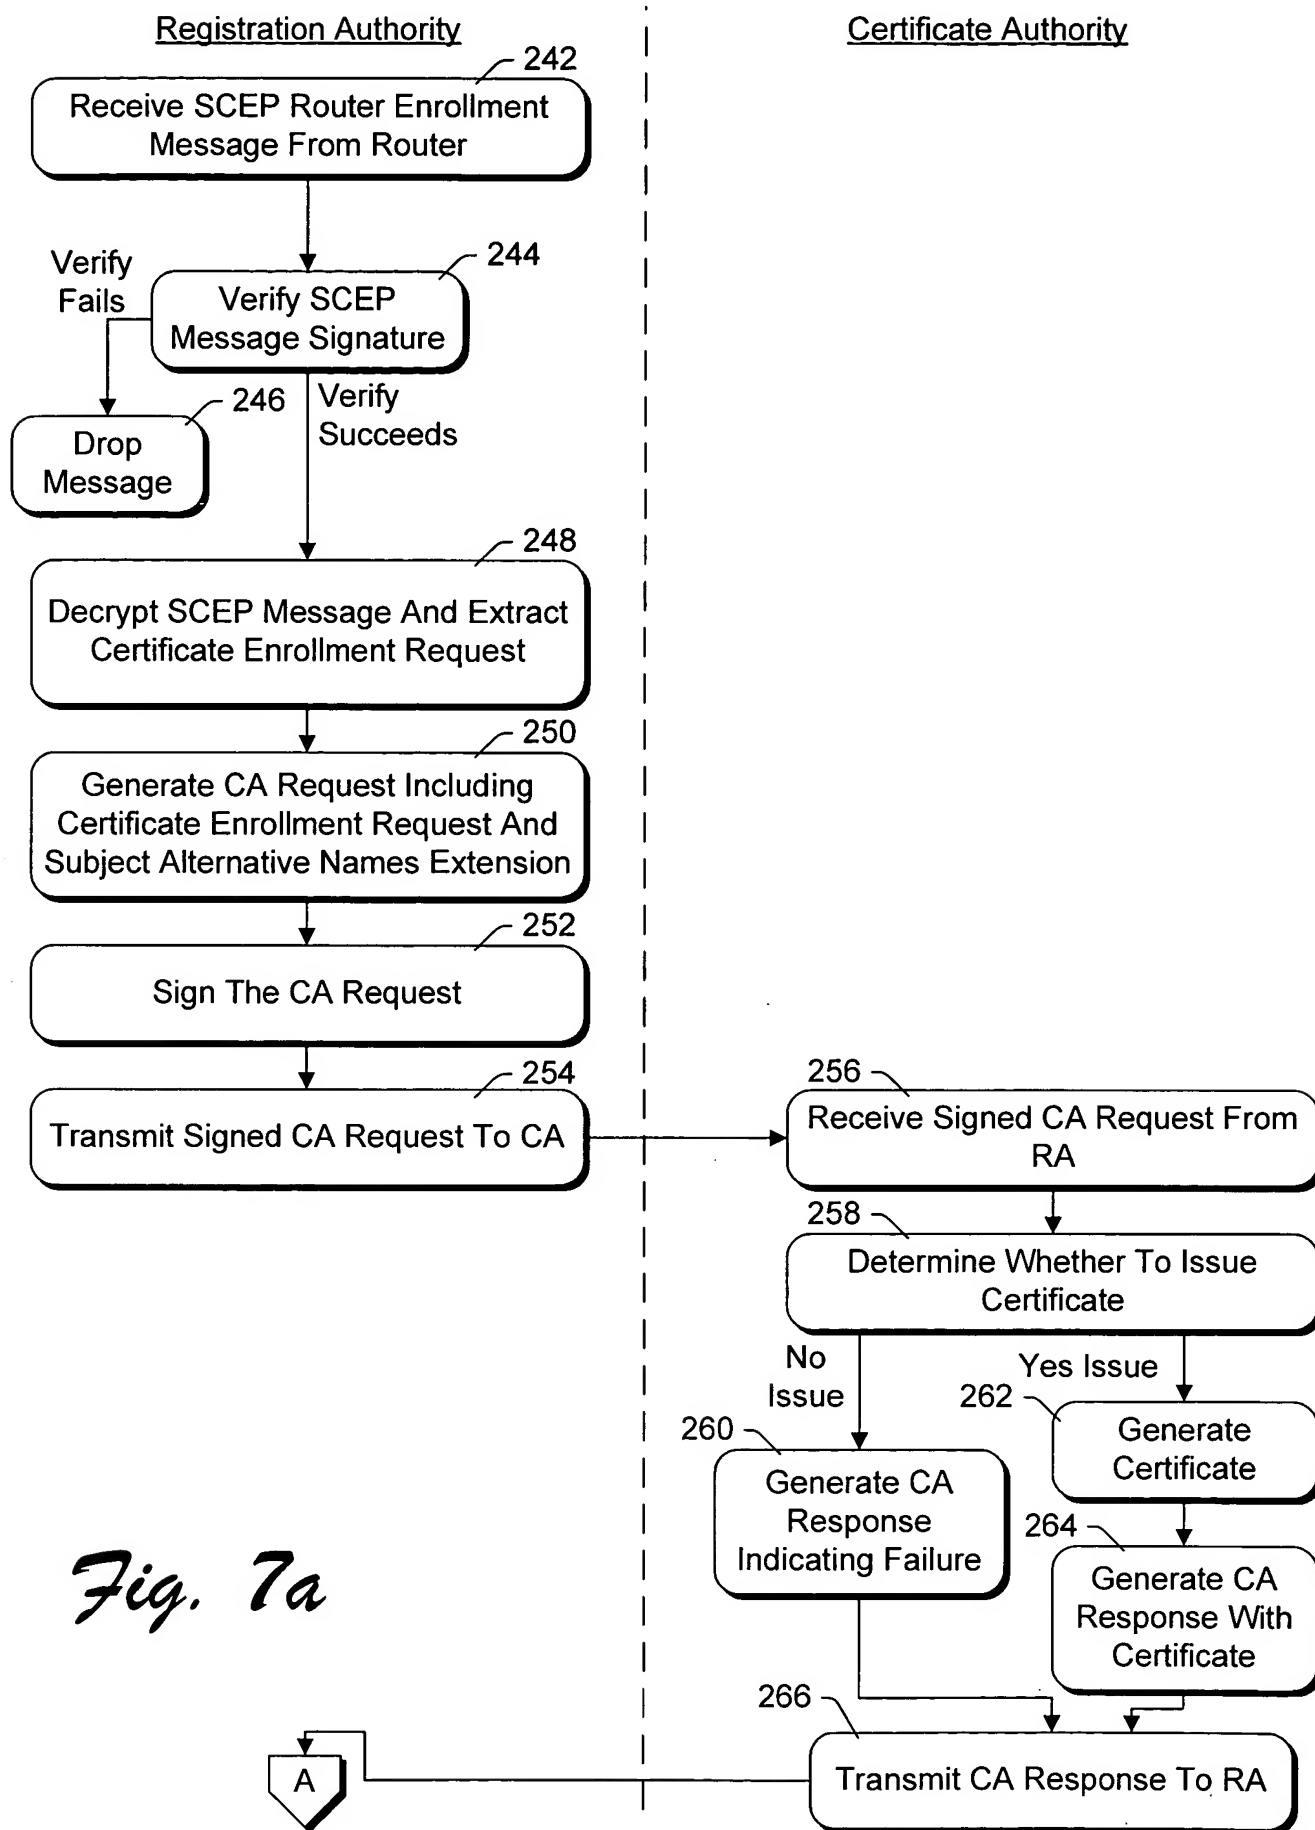 Registration Authority
Certificate Authority
242
Receive SCEP Router Enrollment
Message From Router
244
Verify
Fails
Verify SCEP
Message Signature
246
Verify
Succeeds
Drop
Message
248
Decrypt SCEP Message And Extract
Certificate Enrollment Request
250
Generate CA Request Including
Certificate Enrollment Request And
Subject Alternative Names Extension
252
Sign The CA Request
254
Transmit Signed CA Request To CA
256
Receive Signed CA Request From
RA
258
Determine Whether To Issue
Certificate
No
Issue
Yes Issue
260
Generate CA
Response
Indicating Failure
262
Generate
Certificate
264
Generate CA
Response With
Certificate
266
Transmit CA Response To RA
A
Fig. 7a